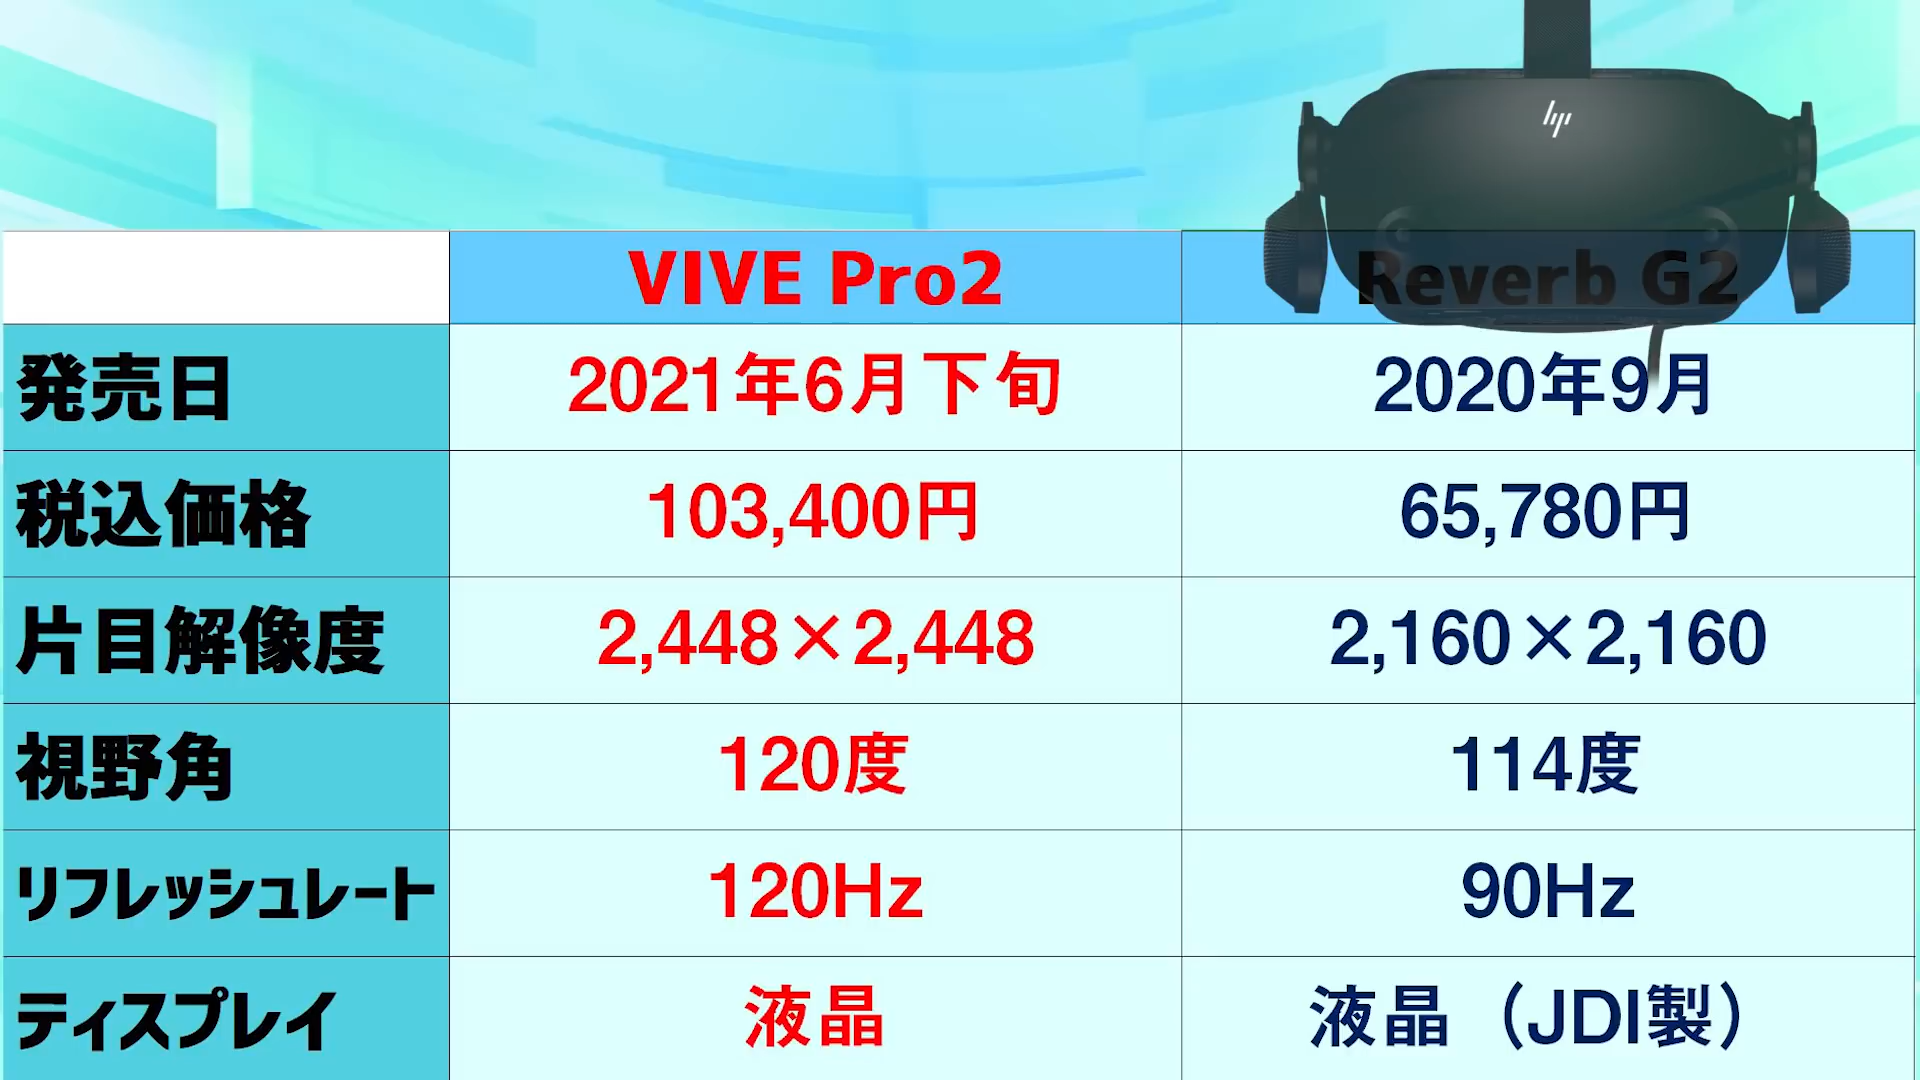 hp
VIVE Pro2 Reverb G2
発売日 2021年6月下旬 2020年9月
税込価格 103,400円 65,780円
片目解像度 2,448×2,448 2,160×2,160
視野角 120度 114度
リフレッシュレート 120Hz 90Hz
ディスプレイ 液晶 液晶（JDI製）